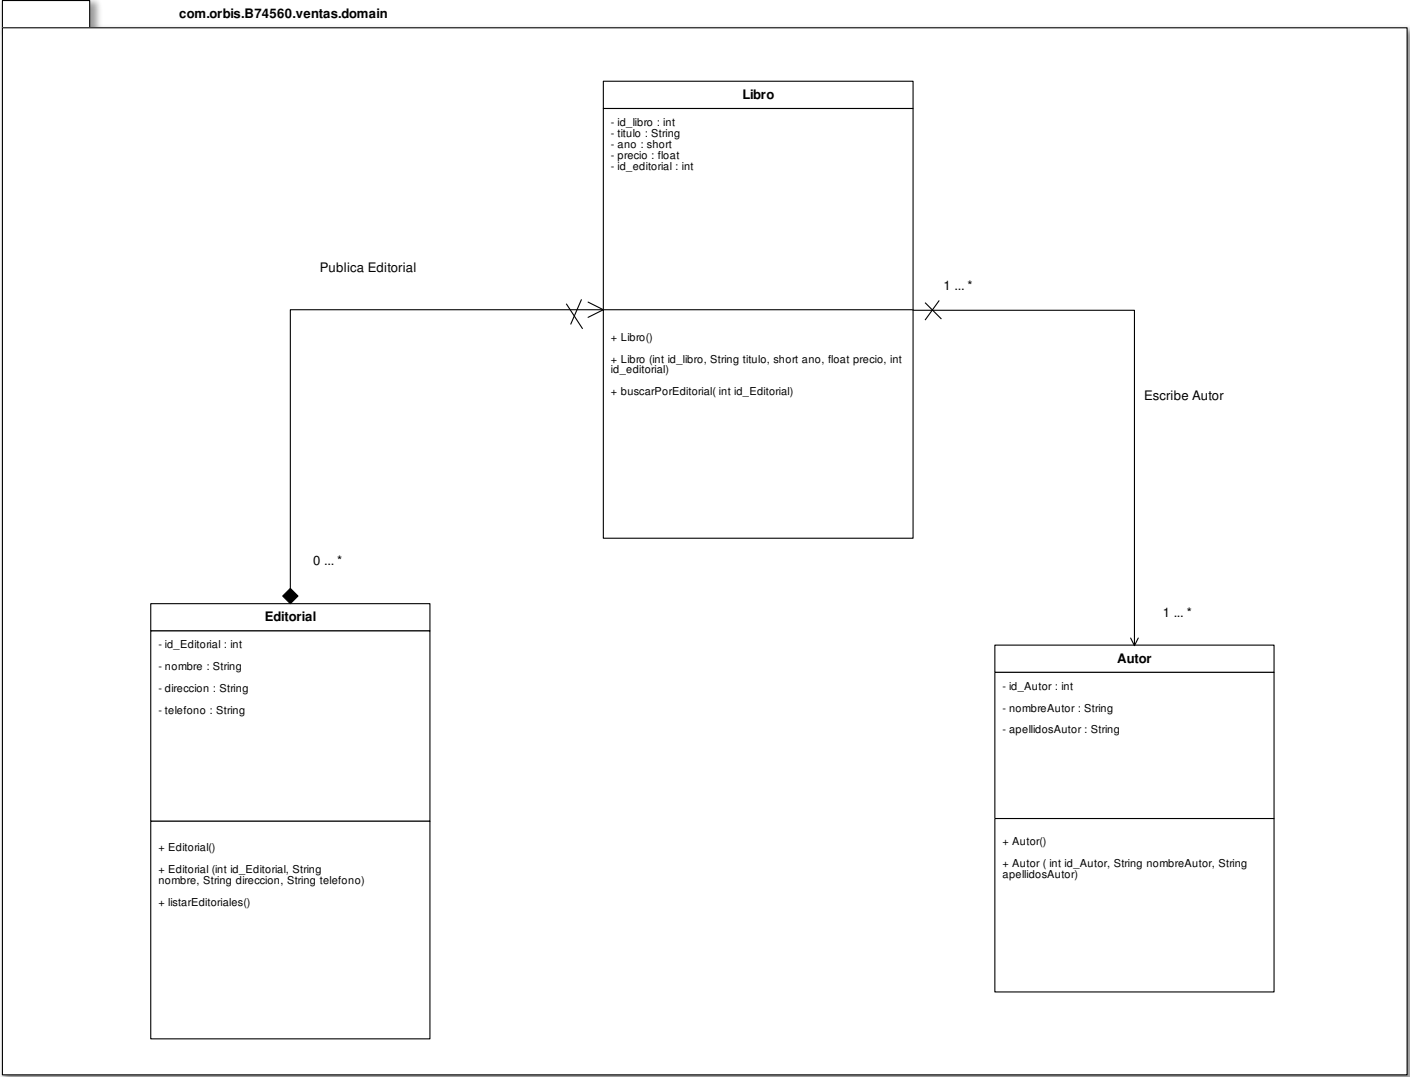 com.orbis.B74560.ventas.domain
Libro
- id_libro : int
- titulo : String
- ano : short
- precio : float
- id_editorial : int
+ Libro()
+ Libro (int id_libro, String titulo, short ano, float precio, int
id_editorial)
+ buscarPorEditorial( int id_Editorial)
Publica Editorial
1 ... *
Escribe Autor
0 ... *
1 ... *
Editorial
- id_Editorial : int
- nombre : String
- direccion : String
- telefono : String
+ Editorial()
+ Editorial (int id_Editorial, String
nombre, String direccion, String telefono)
+ listarEditoriales()
Autor
- id_Autor : int
- nombreAutor : String
- apellidosAutor : String
+ Autor()
+ Autor ( int id_Autor, String nombreAutor, String
apellidosAutor)